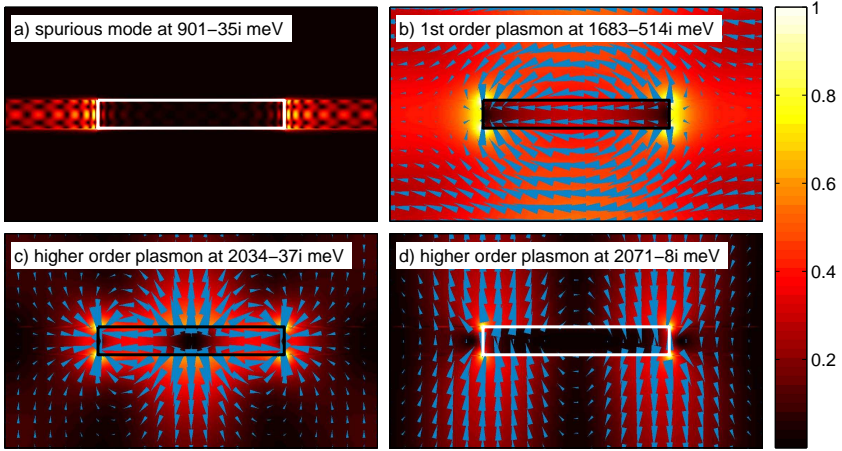 a) spurious mode at 901−35i meV
b) 1st order plasmon at 1683−514i meV
c) higher order plasmon at 2034−37i meV
d) higher order plasmon at 2071−8i meV
1
0.8
0.6
0.4
0.2